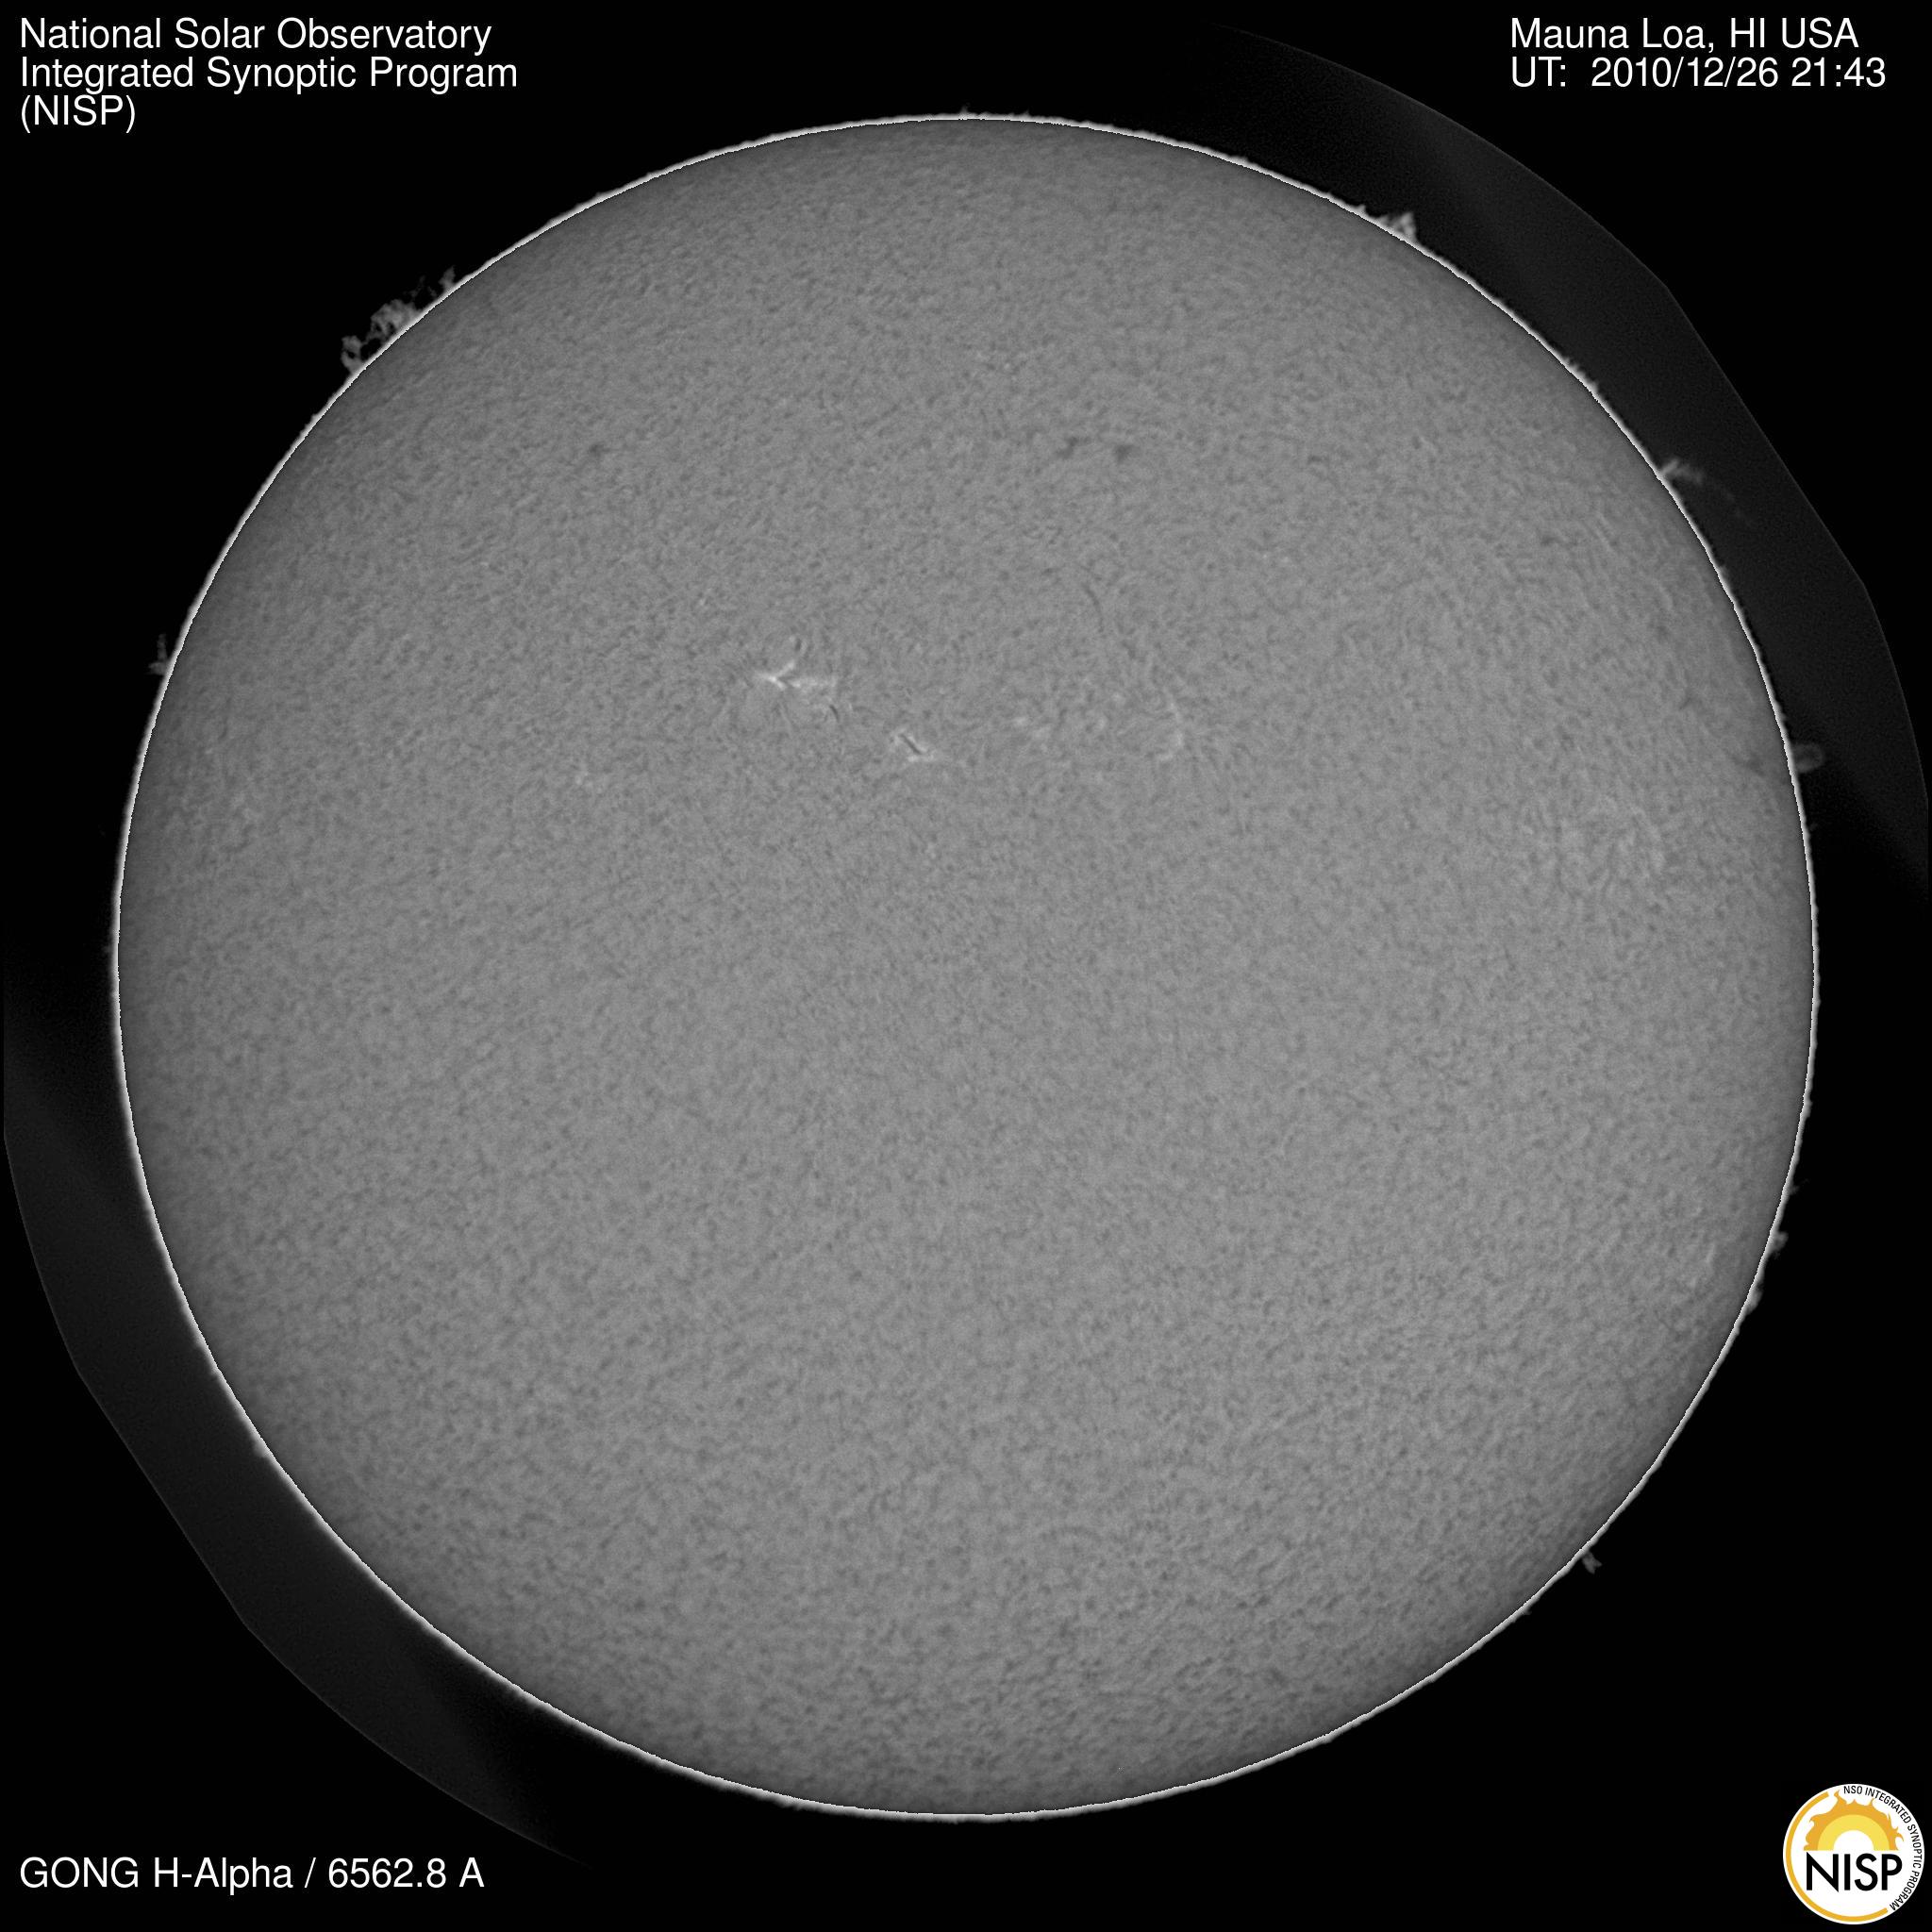 National Solar Observatory
Integrated Synoptic Program
(NISP)
Mauna Loa, HI USA
UT:  2010/12/26 21:43
GONG H-Alpha / 6562.8 A
NSO INTEGRATED SYNOPTIC PROGRAM
NISP